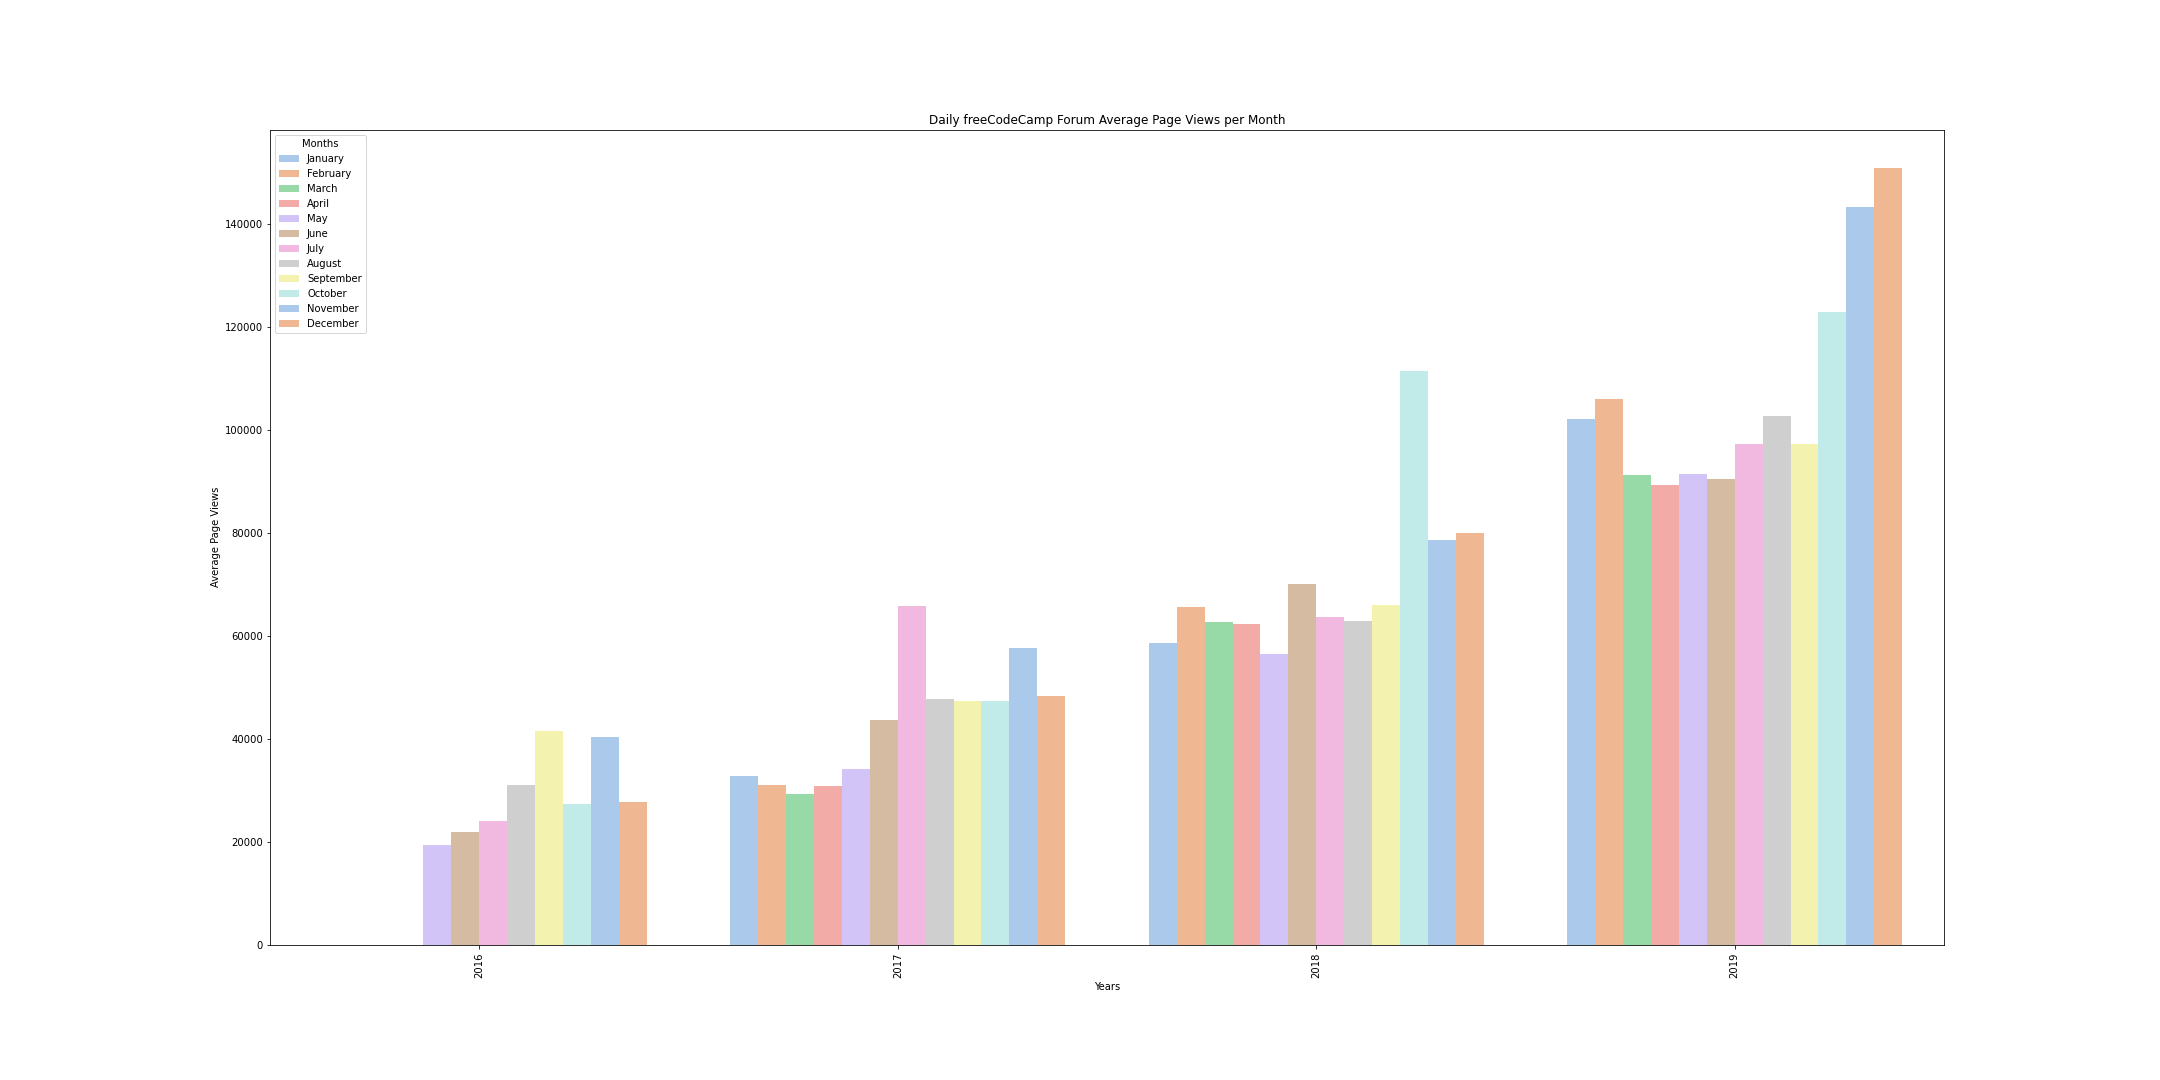 Daily freeCodeCamp Forum Average Page Views per Month
Months
January
February
March
April
May
June
July
August
September
October
November
December
140000
120000
100000
80000
60000
40000
20000
0
Average Page Views
2016
2017
2018
2019
Years